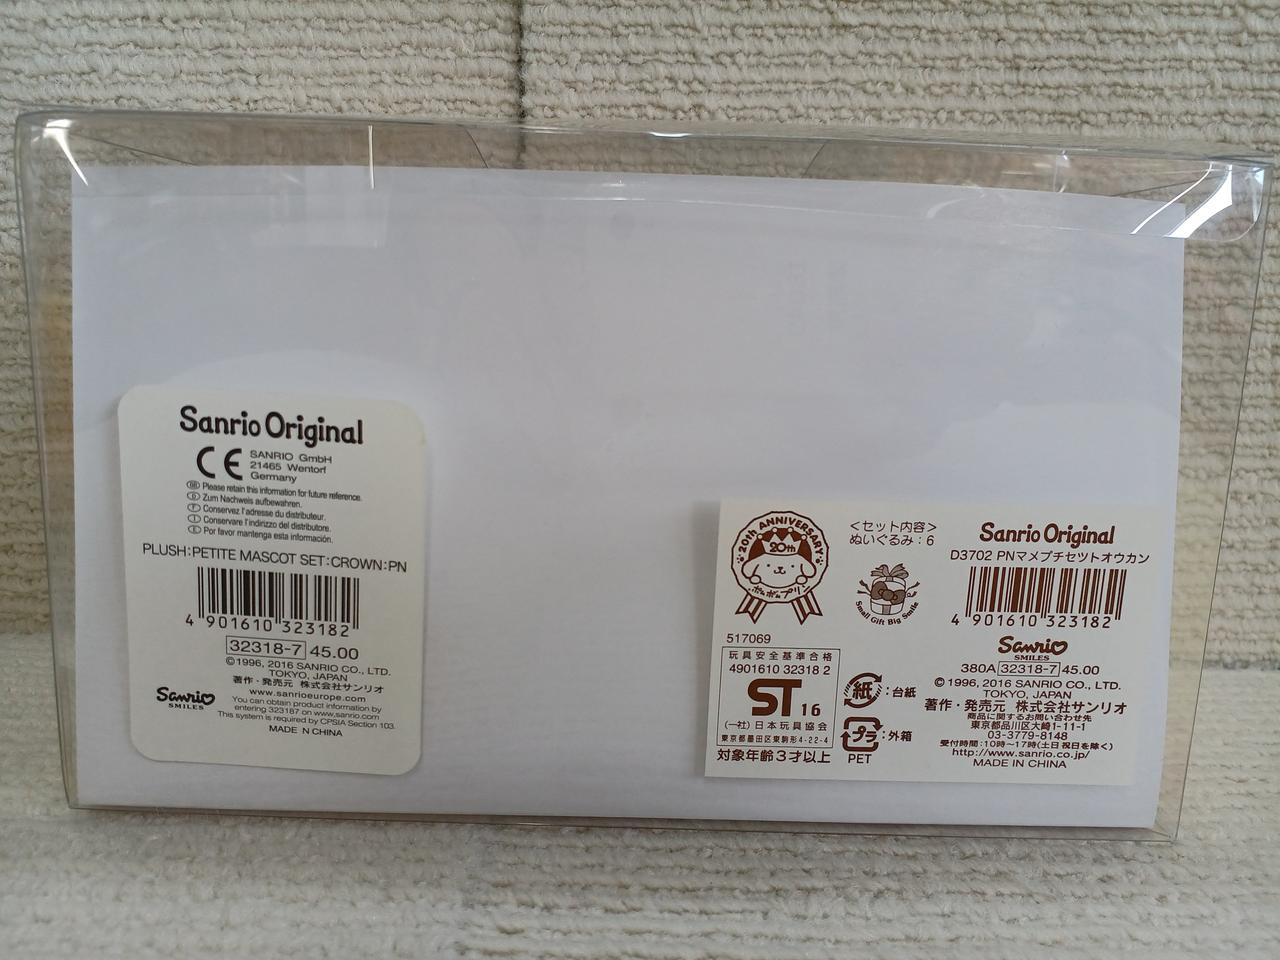 Sanrio Original
CE
SANRIO GmbH
21465 Wentorf
Germany
GB Please retain this information for future reference.
D Zum Nachweis aufbewahren.
F Conservez l'adresse du distributeur.
I Conservare l'indirizzo del distributore.
E Por favor mantenga esta información.
PLUSH:PETITE MASCOT SET:CROWN:PN
4 901610 323182
32318-7 45.00
©1996, 2016 SANRIO CO., LTD.
TOKYO, JAPAN
著作・発売元 株式会社サンリオ
www.sanrioeurope.com
Sanrio
SMILES
You can obtain product information by
entering 323187 on www.sanrio.com
This system is required by CPSIA Section 103.
MADE IN CHINA
20th ANNIVERSARY
20th
ポムポムプリン
<セット内容>
ぬいぐるみ:6
Small Gift Big Smile
517069
玩具安全基準合格
4901610 32318 2
ST 16
(一社)日本玩具協会
東京都墨田区東駒形4-22-4
対象年齢3才以上
紙:台紙
プラ:外箱
PET
Sanrio Original
D3702 PNマメプチセツトオウカン
4 901610 323182
Sanrio
SMILES
380A 32318-7 45.00
©1996, 2016 SANRIO CO., LTD.
TOKYO, JAPAN
著作・発売元 株式会社サンリオ
商品に関するお問い合わせ先
東京都品川区大崎1-11-1
03-3779-8148
受付時間:10時〜17時(土日祝日を除く)
http://www.sanrio.co.jp/
MADE IN CHINA